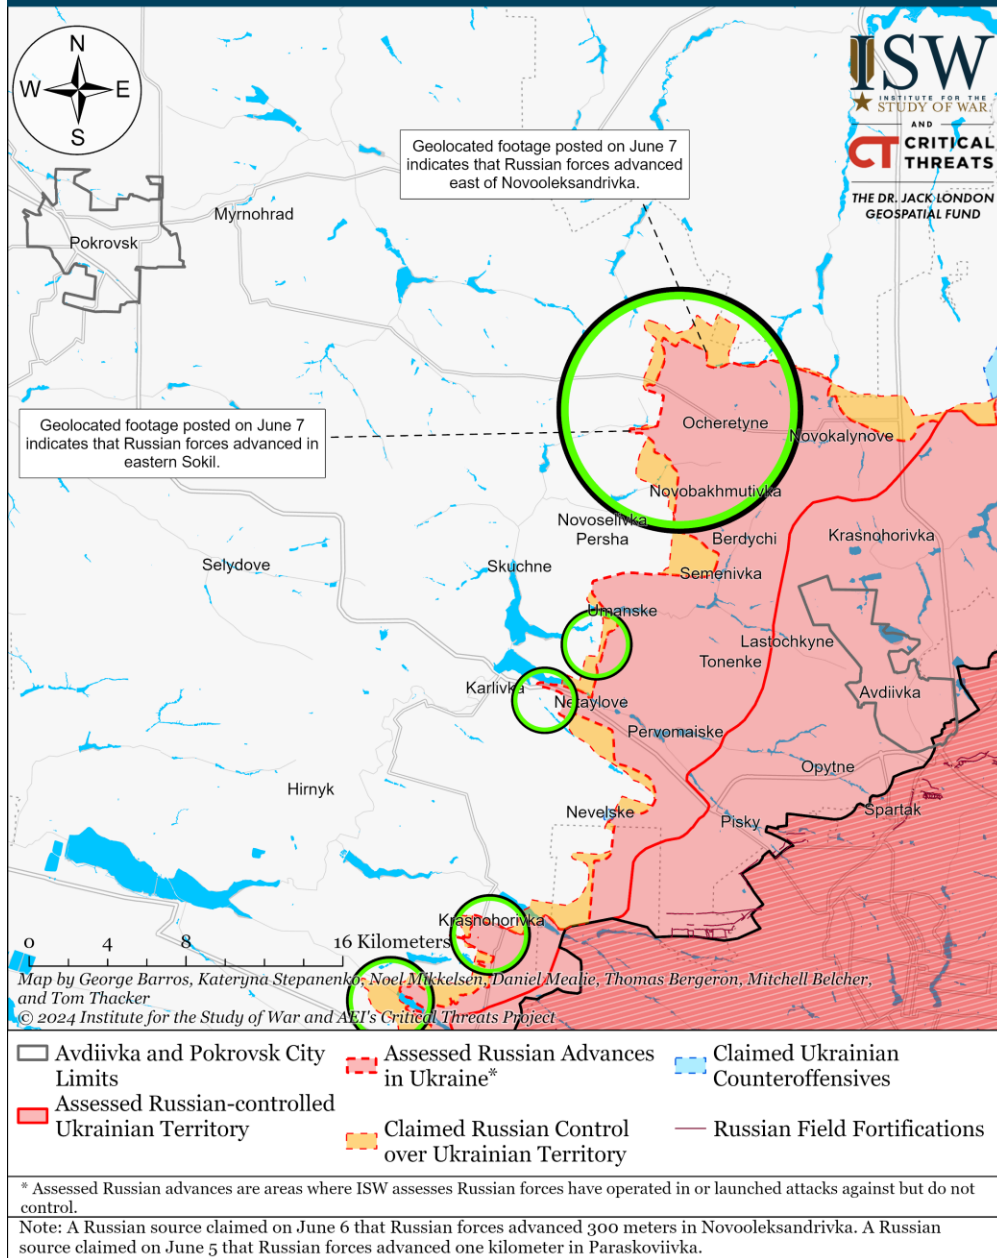 N
W
E
S
ISW
INSTITUTE FOR THE
STUDY OF WAR
AND
CT CRITICAL
THREATS
THE DR. JACK LONDON
GEOSPATIAL FUND
Geolocated footage posted on June 7
indicates that Russian forces advanced
east of Novooleksandrivka.
Myrnohrad
Pokrovsk
Geolocated footage posted on June 7
indicates that Russian forces advanced in
eastern Sokil.
Ocheretyne
Novokalynove
Novobakhmutivka
Novoselivka
Persha
Berdychi
Krasnohorivka
Selydove
Skuchne
Semenivka
Umanske
Lastochkyne
Tonenke
Karlivka
Netaylove
Avdiivka
Pervomaiske
Opytne
Hirnyk
Nevelske
Pisky
Spartak
Krasnohorivka
0 4 8 16 Kilometers
Map by George Barros, Kateryna Stepanenko, Noel Mikkelsen, Daniel Mealie, Thomas Bergeron, Mitchell Belcher,
and Tom Thacker
© 2024 Institute for the Study of War and AEI's Critical Threats Project
Avdiivka and Pokrovsk City
Limits
Assessed Russian-controlled
Ukrainian Territory
Assessed Russian Advances
in Ukraine*
Claimed Russian Control
over Ukrainian Territory
Claimed Ukrainian
Counteroffensives
Russian Field Fortifications
* Assessed Russian advances are areas where ISW assesses Russian forces have operated in or launched attacks against but do not
control.
Note: A Russian source claimed on June 6 that Russian forces advanced 300 meters in Novooleksandrivka. A Russian
source claimed on June 5 that Russian forces advanced one kilometer in Paraskoviivka.